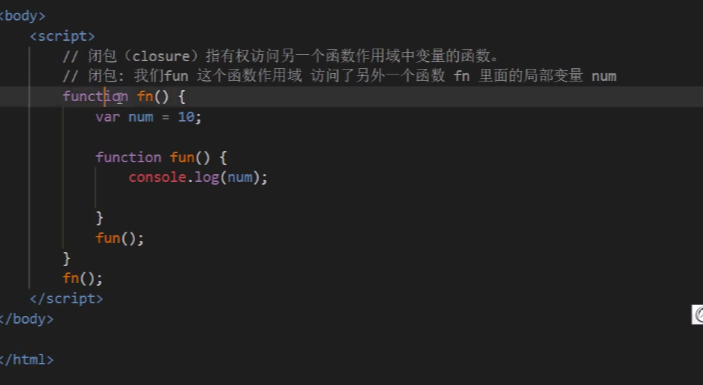 <body>
<script>
// 闭包（closure）指有权访问另一个函数作用域中变量的函数。
// 闭包: 我们fun 这个函数作用域 访问了另外一个函数 fn 里面的局部变量 num
function fn() {
var num = 10;
function fun() {
console.log(num);
}
fun();
}
fn();
</script>
</body>
</html>